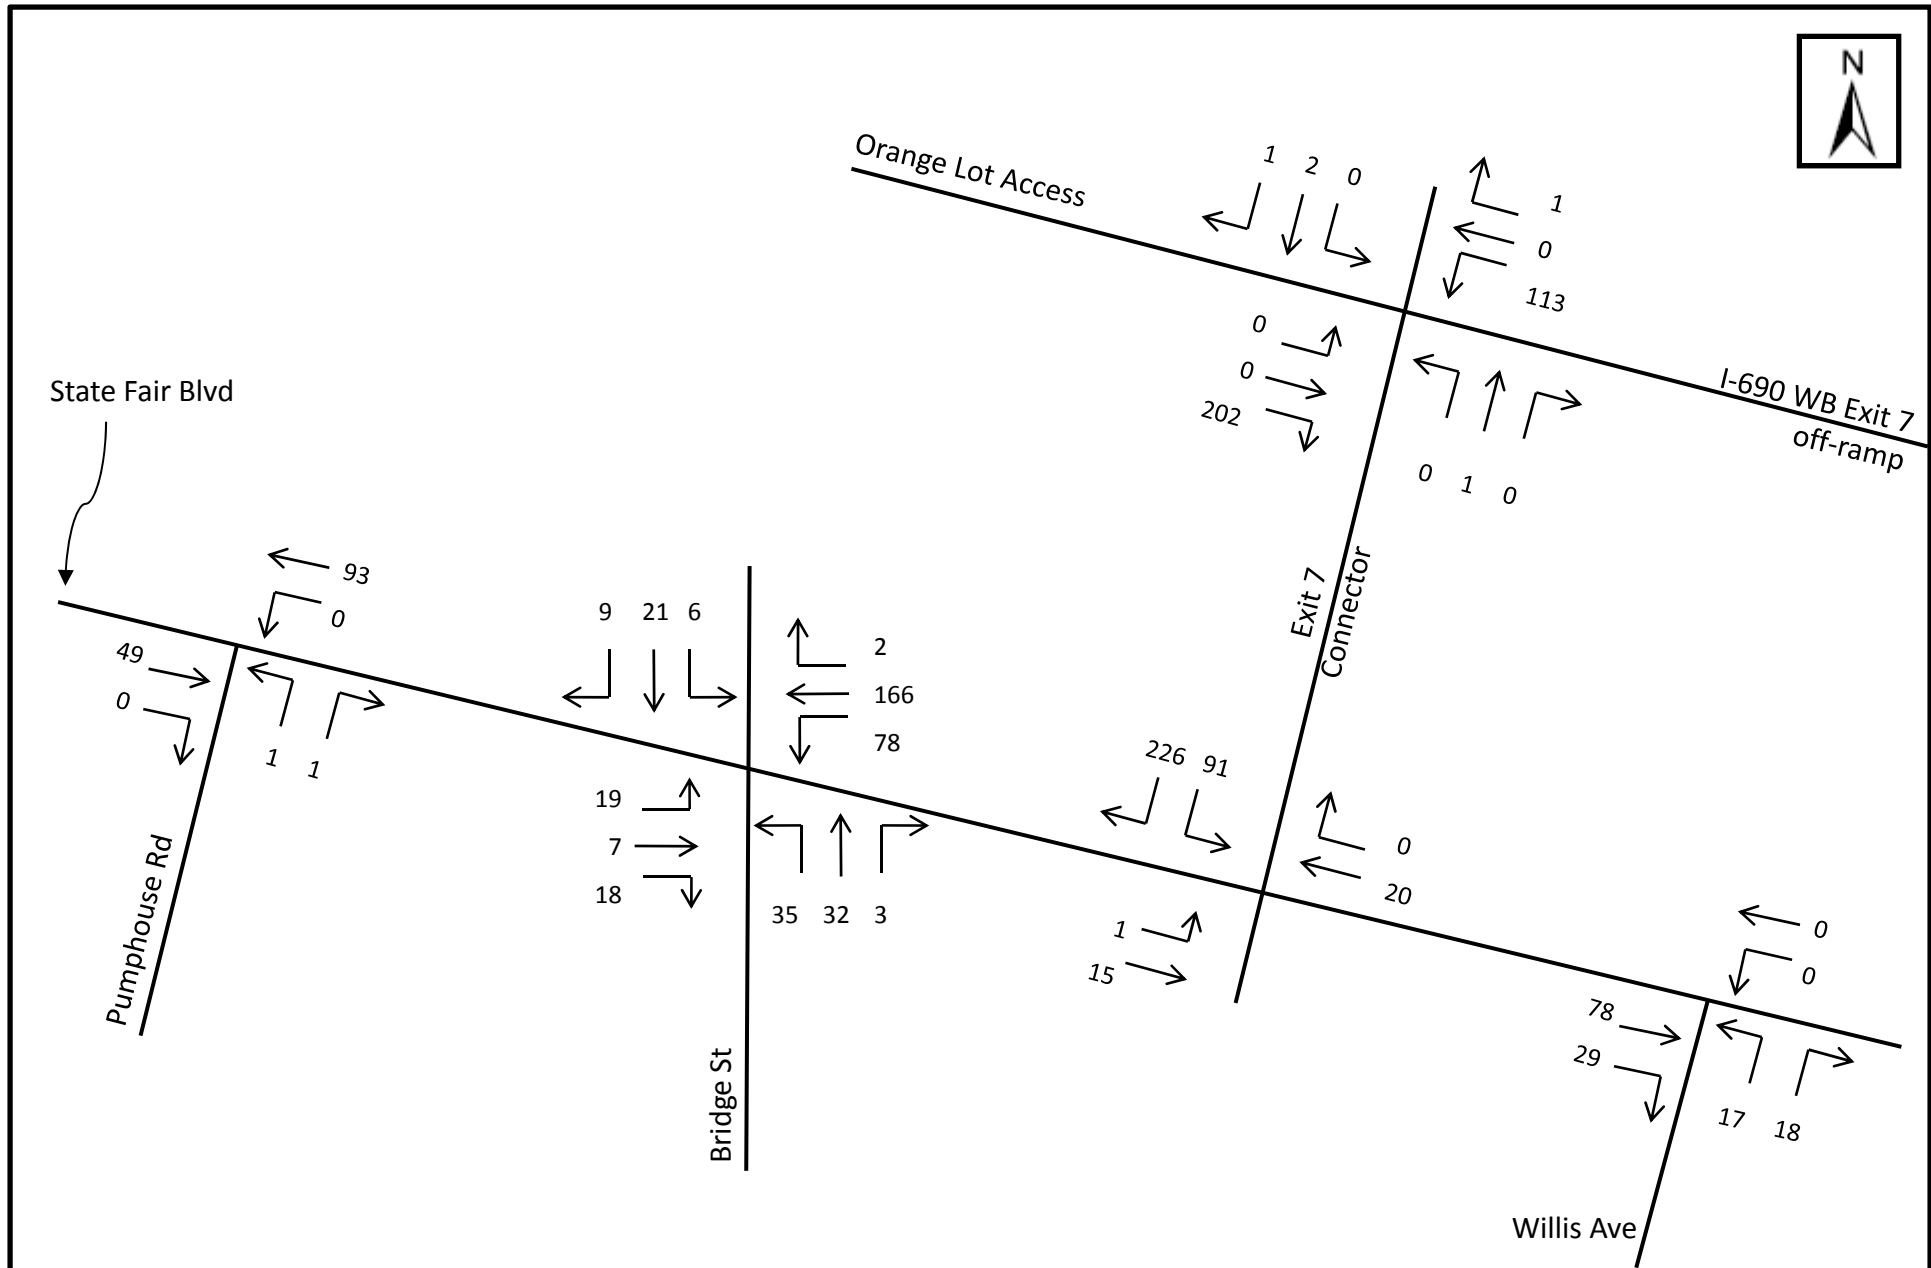 N
Orange Lot Access
1 2 0
1
0
113
0
0
202
0 1 0
I-690 WB Exit 7
off-ramp
State Fair Blvd
93
0
49
0
1 1
Pumphouse Rd
9 21 6
2
166
78
19
7
18
35 32 3
Bridge St
Exit 7
Connector
226 91
0
20
1
15
0
0
78
29
17 18
Willis Ave